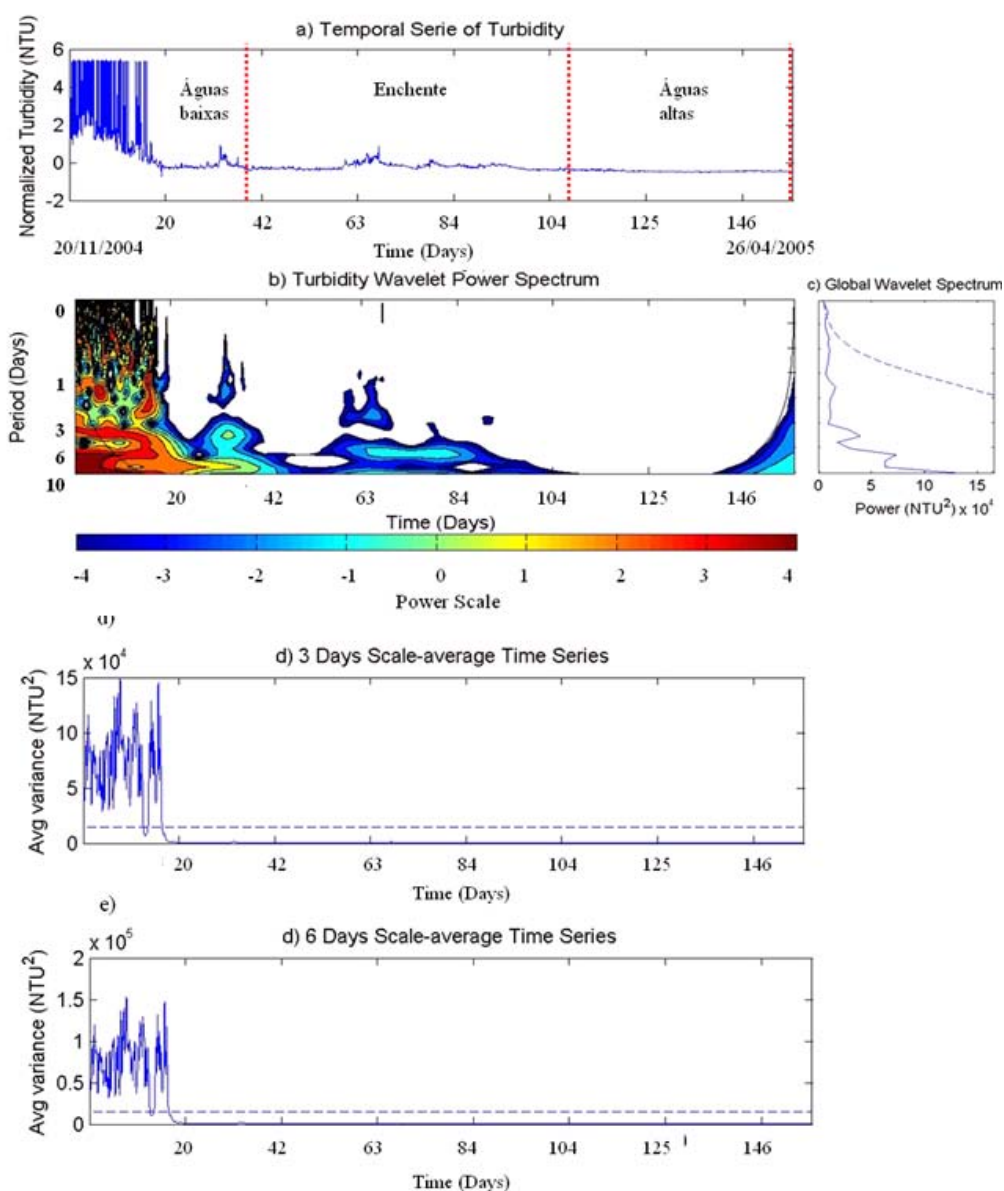 a) Temporal Serie of Turbidity
Normalized Turbidity (NTU)
6
4
2
0
-2
Águas
baixas
Enchente
Águas
altas
20 42 63 84 104 125 146
20/11/2004
Time (Days)
26/04/2005
b) Turbidity Wavelet Power Spectrum
Period (Days)
0
1
3
6
10
20 42 63 84 104 125 146
Time (Days)
c) Global Wavelet Spectrum
0 5 10 15
Power (NTU²) x 10⁴
-4 -3 -2 -1 0 1 2 3 4
Power Scale
d)
d) 3 Days Scale-average Time Series
x 10⁴
Avg variance (NTU²)
15
10
5
0
20 42 63 84 104 125 146
Time (Days)
e)
d) 6 Days Scale-average Time Series
x 10⁵
Avg variance (NTU²)
2
1.5
1
0.5
0
20 42 63 84 104 125 146
Time (Days)